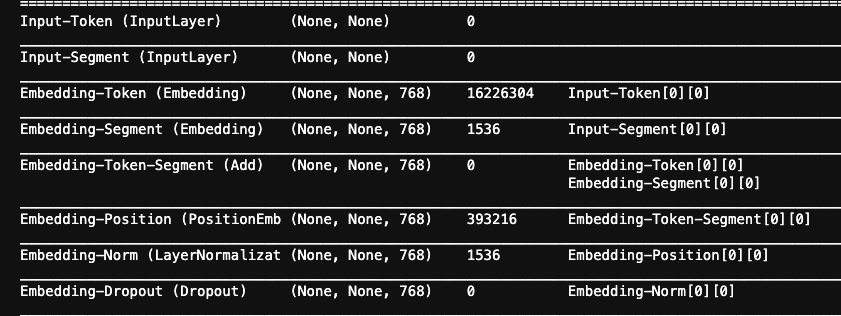 Input-Token (InputLayer) (None, None) 0
Input-Segment (InputLayer) (None, None) 0
Embedding-Token (Embedding) (None, None, 768) 16226304 Input-Token[0][0]
Embedding-Segment (Embedding) (None, None, 768) 1536 Input-Segment[0][0]
Embedding-Token-Segment (Add) (None, None, 768) 0 Embedding-Token[0][0]
Embedding-Segment[0][0]
Embedding-Position (PositionEmb (None, None, 768) 393216 Embedding-Token-Segment[0][0]
Embedding-Norm (LayerNormalizat (None, None, 768) 1536 Embedding-Position[0][0]
Embedding-Dropout (Dropout) (None, None, 768) 0 Embedding-Norm[0][0]